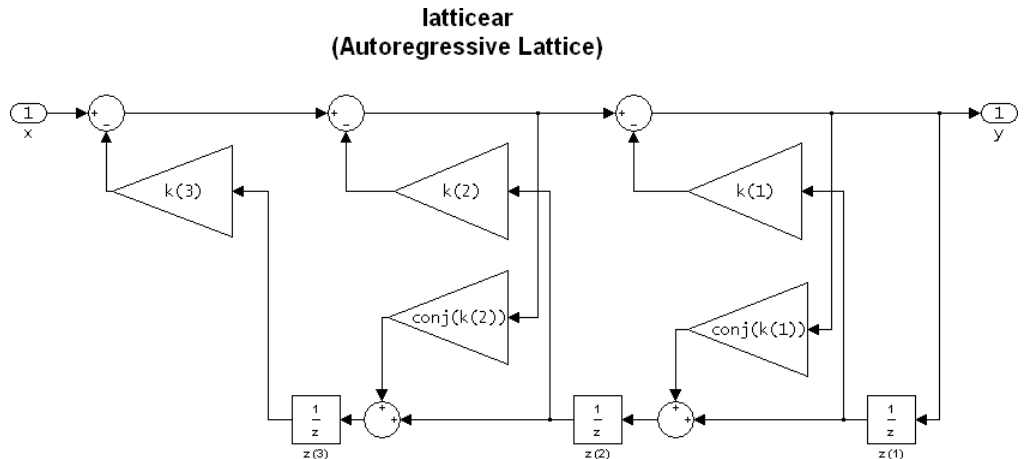 latticear
(Autoregressive Lattice)
1
x
+
-
+
-
+
-
1
y
k(3)
k(2)
k(1)
conj(k(2))
conj(k(1))
+
+
+
+
1
z
z(3)
1
z
z(2)
1
z
z(1)